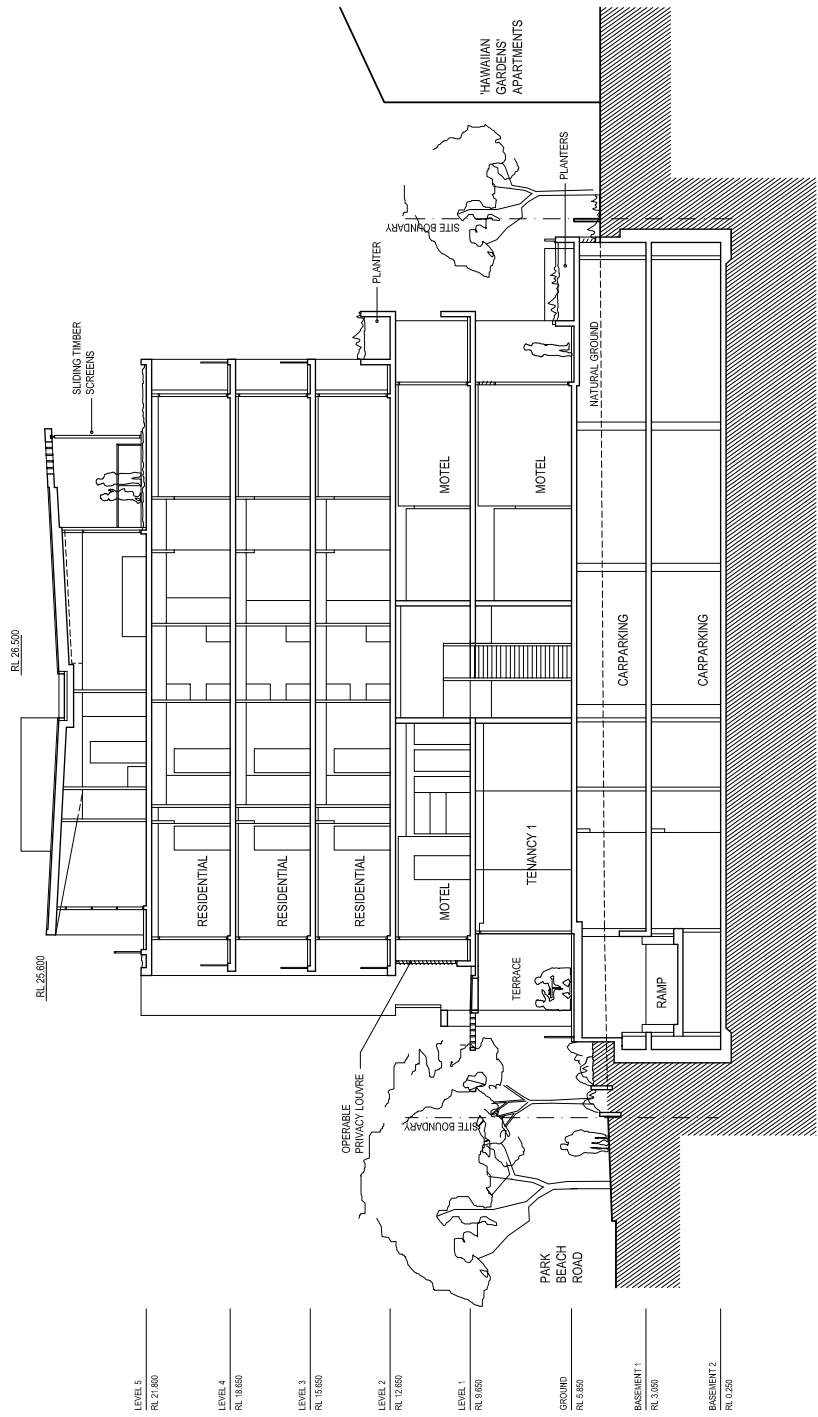 RL 26.500
RL 25.600
SLIDING TIMBER
SCREENS
PLANTER
'HAWAIIAN
GARDENS'
APARTMENTS
PLANTERS
SITE BOUNDARY
NATURAL GROUND
OPERABLE
PRIVACY LOUVRE
SITE BOUNDARY
PARK
BEACH
ROAD
RESIDENTIAL
RESIDENTIAL
RESIDENTIAL
MOTEL
MOTEL
TERRACE
TENANCY 1
MOTEL
RAMP
CARPARKING
CARPARKING
LEVEL 5
RL 21.800
LEVEL 4
RL 18.650
LEVEL 3
RL 15.650
LEVEL 2
RL 12.650
LEVEL 1
RL 9.650
GROUND
RL 5.850
BASEMENT 1
RL 3.050
BASEMENT 2
RL 0.250